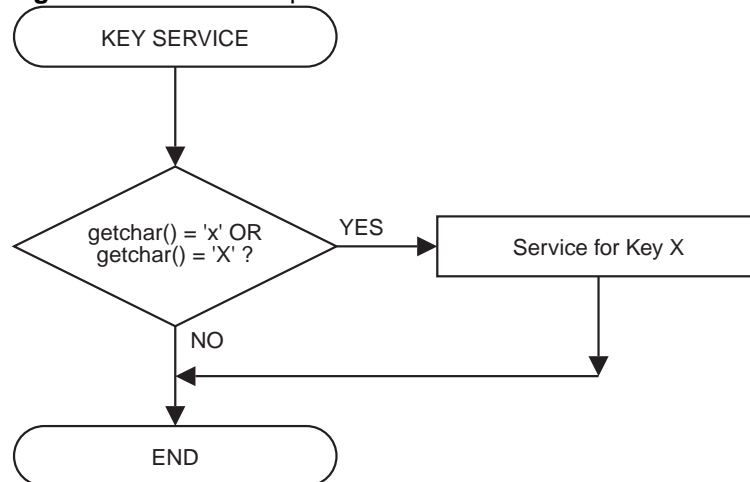 KEY SERVICE
getchar() = 'x' OR
getchar() = 'X' ?
YES
Service for Key X
NO
END